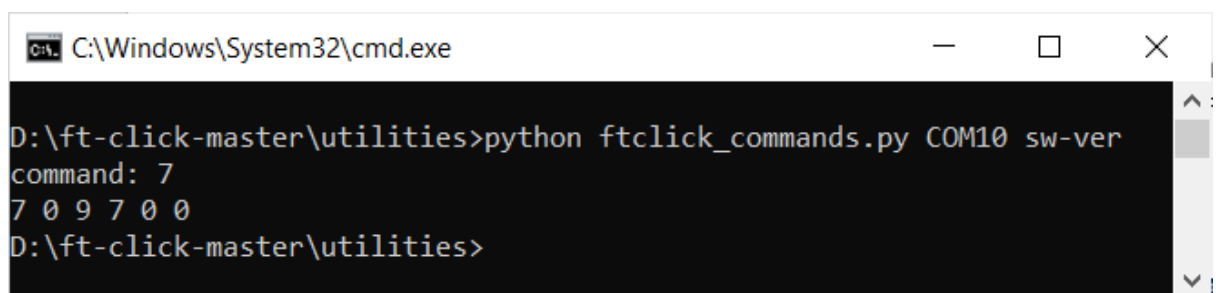 C:\Windows\System32\cmd.exe
D:\ft-click-master\utilities>python ftclick_commands.py COM10 sw-ver
command: 7
7 0 9 7 0 0
D:\ft-click-master\utilities>